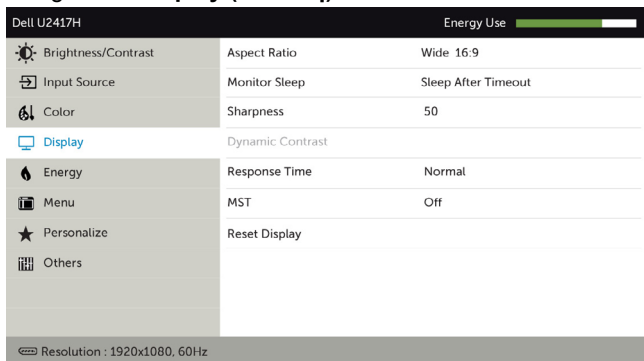 Dell U2417H
Energy Use
Brightness/Contrast
Input Source
Color
Display
Energy
Menu
Personalize
Others
Aspect Ratio Wide 16:9
Monitor Sleep Sleep After Timeout
Sharpness 50
Dynamic Contrast
Response Time Normal
MST Off
Reset Display
Resolution : 1920x1080, 60Hz